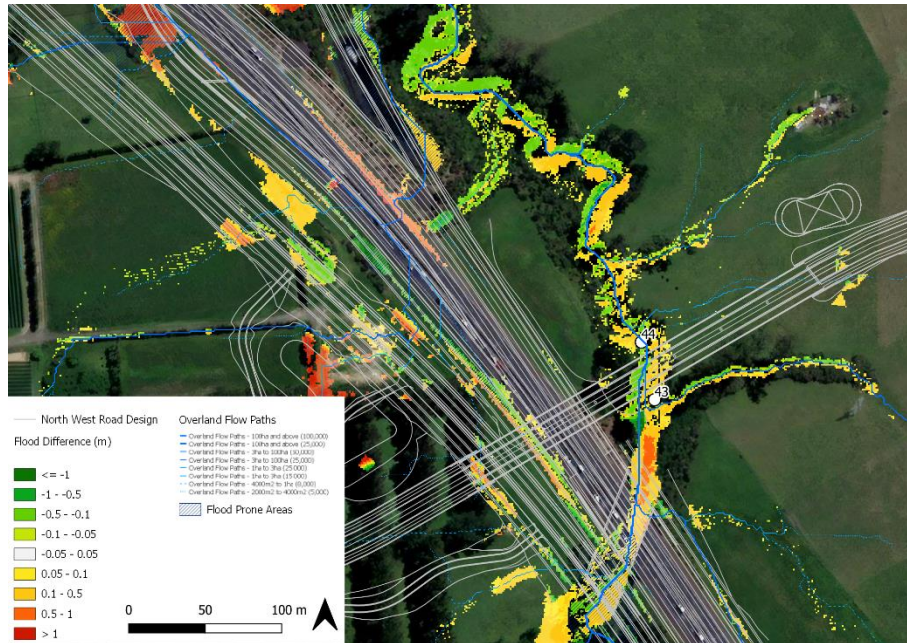 44
43
North West Road Design
Flood Difference (m)
<= -1
-1 - -0.5
-0.5 - -0.1
-0.1 - -0.05
-0.05 - 0.05
0.05 - 0.1
0.1 - 0.5
0.5 - 1
> 1
Overland Flow Paths
Overland Flow Paths - 100ha and above (100,000)
Overland Flow Paths - 100ha and above (25,000)
Overland Flow Paths - 3ha to 100ha (50,000)
Overland Flow Paths - 3ha to 100ha (25,000)
Overland Flow Paths - 1ha to 3ha (25 000)
Overland Flow Paths - 1ha to 3ha (15 000)
Overland Flow Paths - 4000m2 to 1ha (8,000)
Overland Flow Paths - 2000m2 to 4000m2 (5,000)
Flood Prone Areas
0 50 100 m